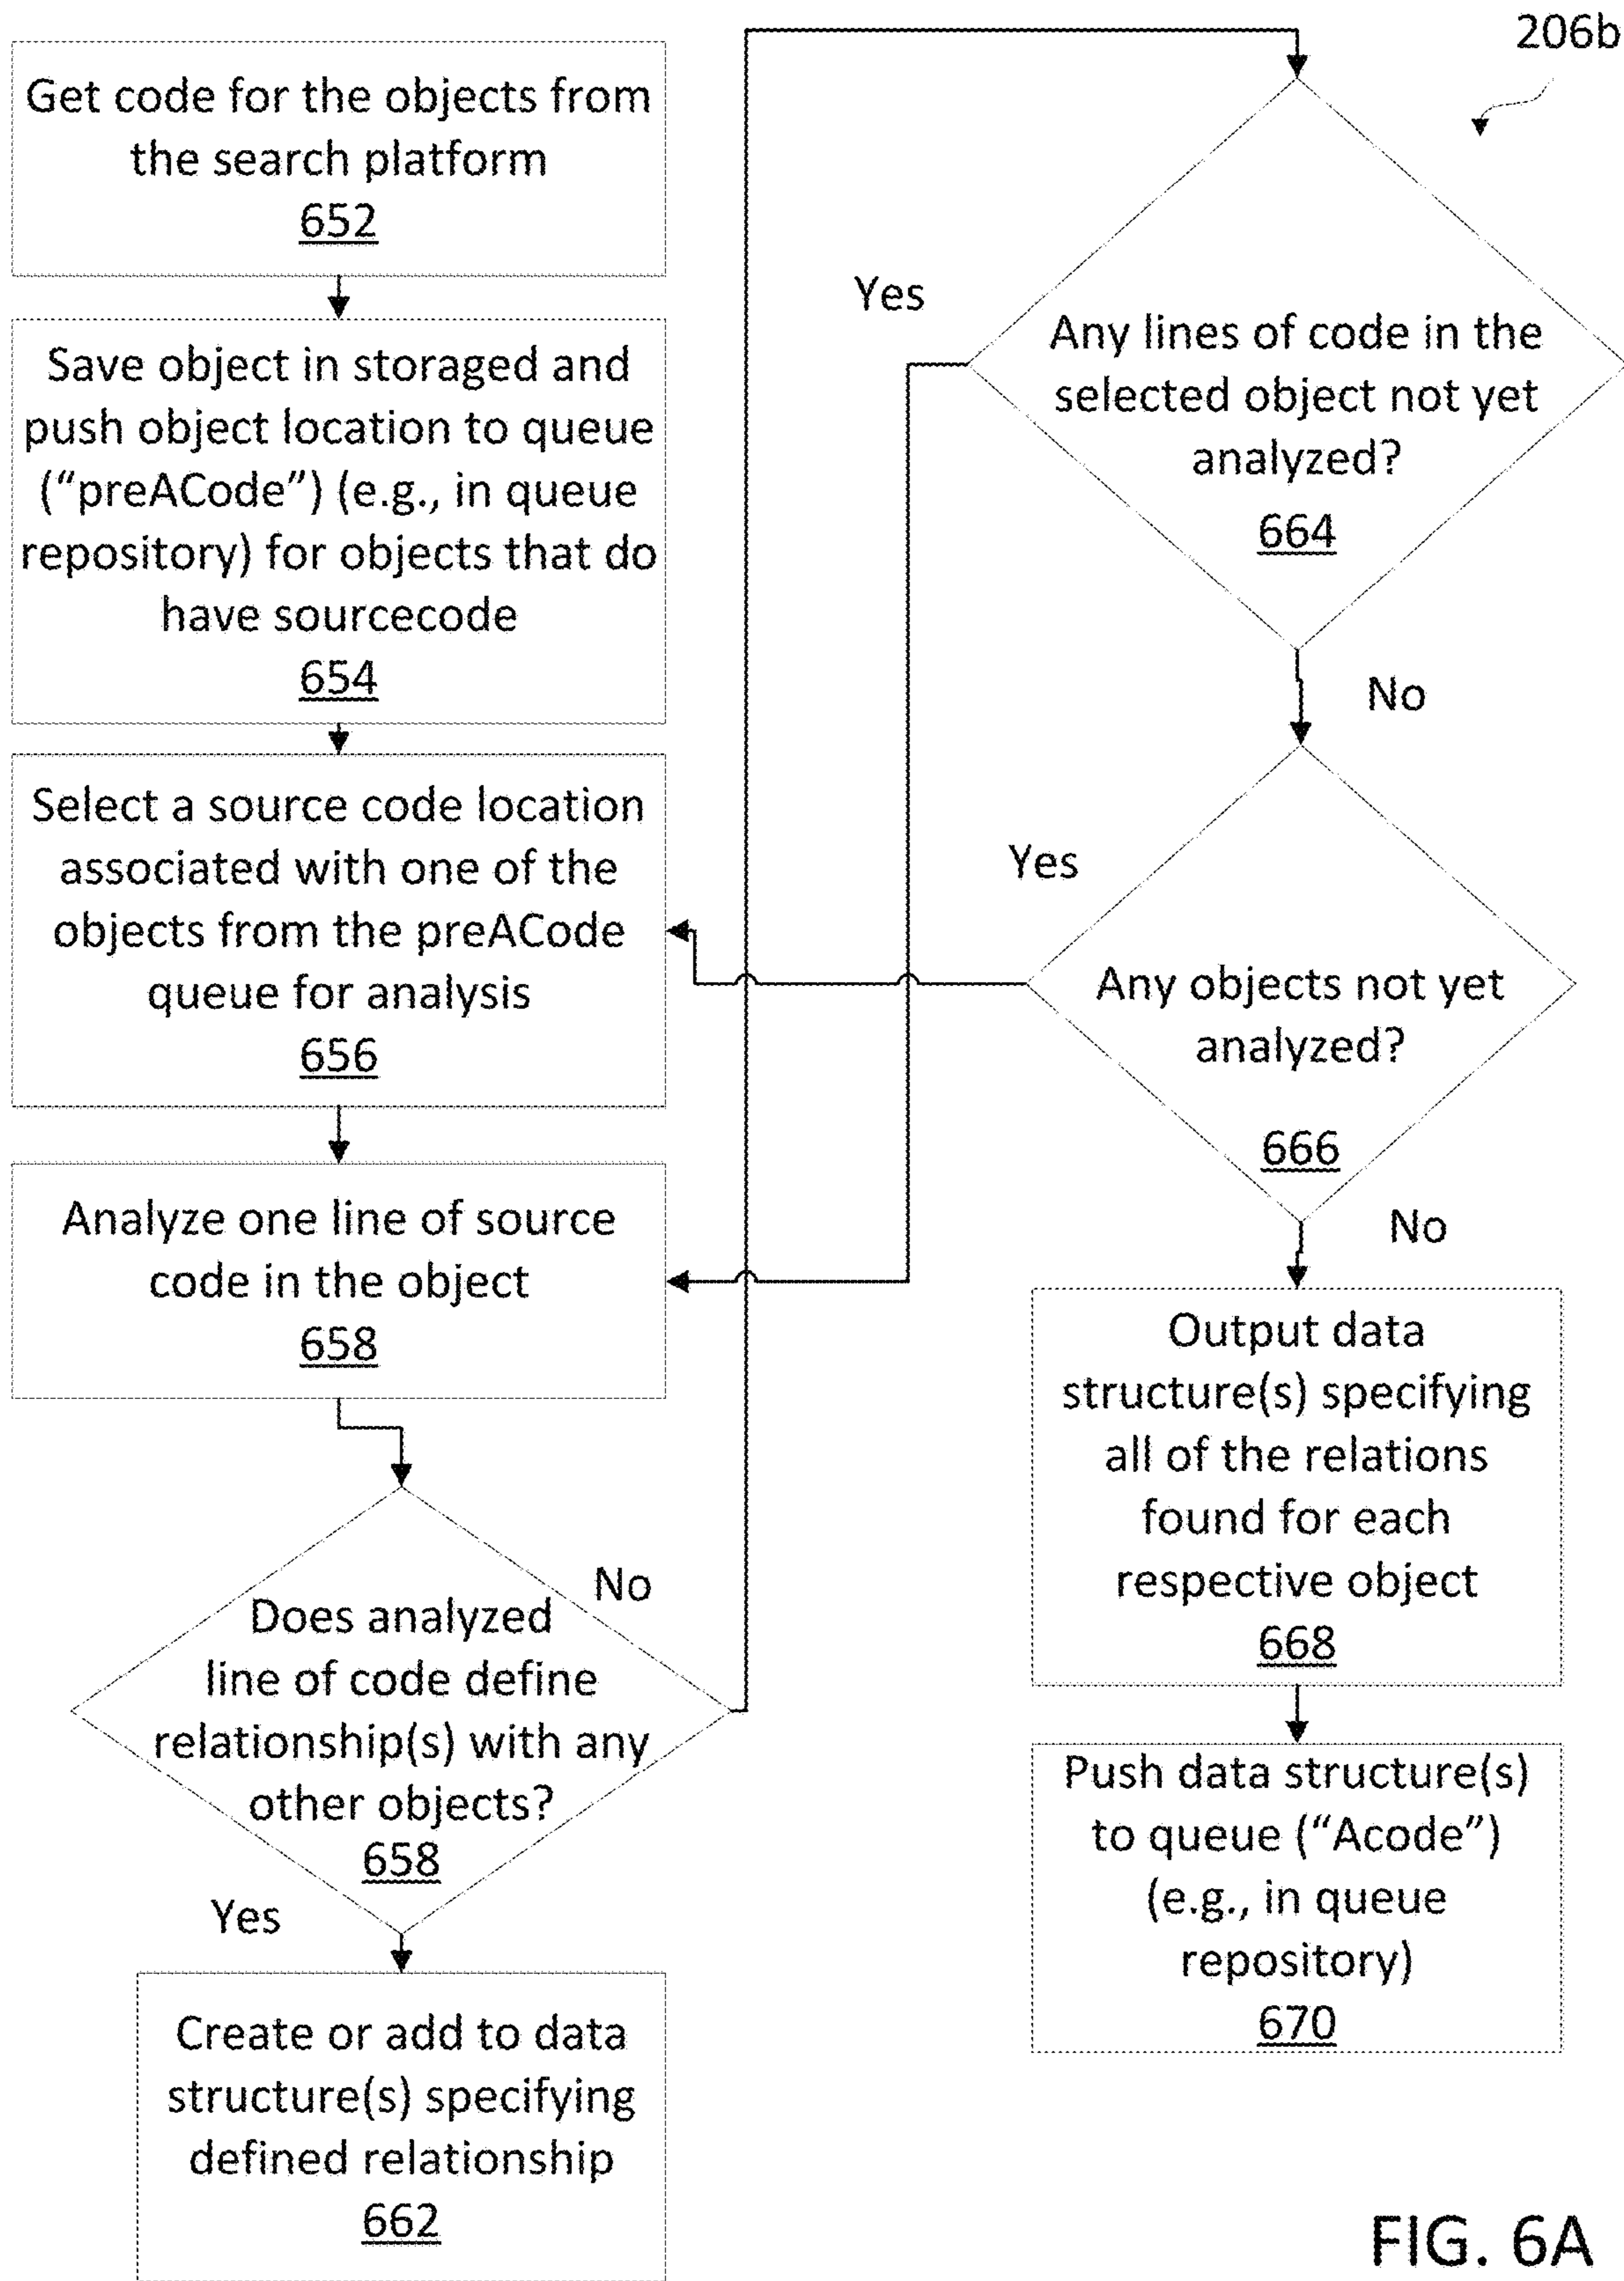 206b
Get code for the objects from
the search platform
652
Save object in storaged and
push object location to queue
(“preACode”) (e.g., in queue
repository) for objects that do
have sourcecode
654
Select a source code location
associated with one of the
objects from the preACode
queue for analysis
656
Analyze one line of source
code in the object
658
No
Does analyzed
line of code define
relationship(s) with any
other objects?
658
Yes
Create or add to data
structure(s) specifying
defined relationship
662
Yes
Any lines of code in the
selected object not yet
analyzed?
664
No
Yes
Any objects not yet
analyzed?
666
No
Output data
structure(s) specifying
all of the relations
found for each
respective object
668
Push data structure(s)
to queue (“Acode”)
(e.g., in queue
repository)
670
FIG. 6A